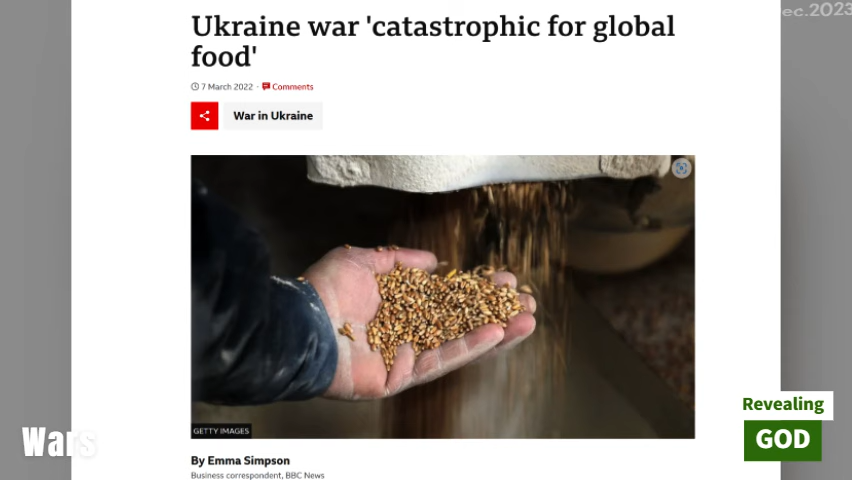 Ukraine war 'catastrophic for global
food'
ec.2023
7 March 2022 · Comments
War in Ukraine
GETTY IMAGES
Revealing
GOD
Wars
By Emma Simpson
Business correspondent, BBC News